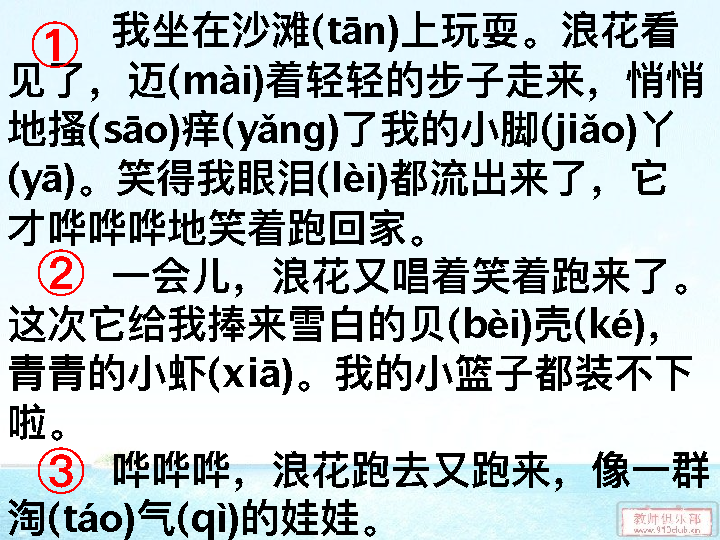 ① 我坐在沙滩(tān)上玩耍。浪花看
见了，迈(mài)着轻轻的步子走来，悄悄
地搔(sāo)痒(yǎng)了我的小脚(jiǎo)丫
(yā)。笑得我眼泪(lèi)都流出来了，它
才哗哗哗地笑着跑回家。
② 一会儿，浪花又唱着笑着跑来了。
这次它给我捧来雪白的贝(bèi)壳(ké)，
青青的小虾(xiā)。我的小篮子都装不下
啦。
③ 哗哗哗，浪花跑去又跑来，像一群
淘(táo)气(qì)的娃娃。
教师俱乐部
www.910club.cn